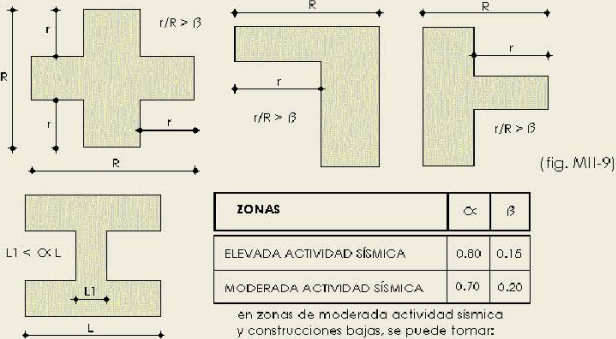 R
R
r
r/R > β
R
r
r
R
r
r/R > β
R
r
r/R > β
(fig. MII-9)
L1 < α L
L1
L
ZONAS α β
ELEVADA ACTIVIDAD SÍSMICA 0.80 0.15
MODERADA ACTIVIDAD SÍSMICA 0.70 0.20
en zonas de moderada actividad sísmica
y construcciones bajas, se puede tomar: